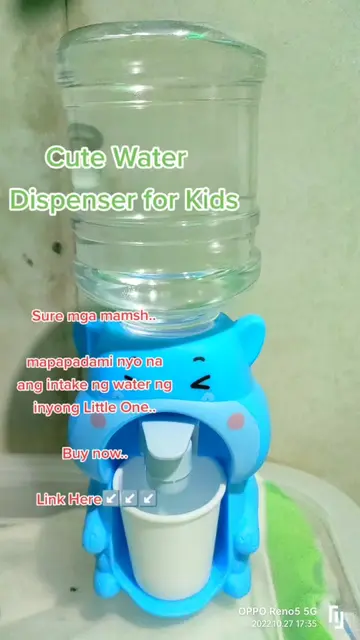 Cute Water
Dispenser for Kids
Sure mga mamsh..
mapapadami nyo na
ang intake ng water ng
inyong Little One..
Buy now..
Link Here↙️↙️↙️
OPPO Reno5 5G
2022.10.27 17:35